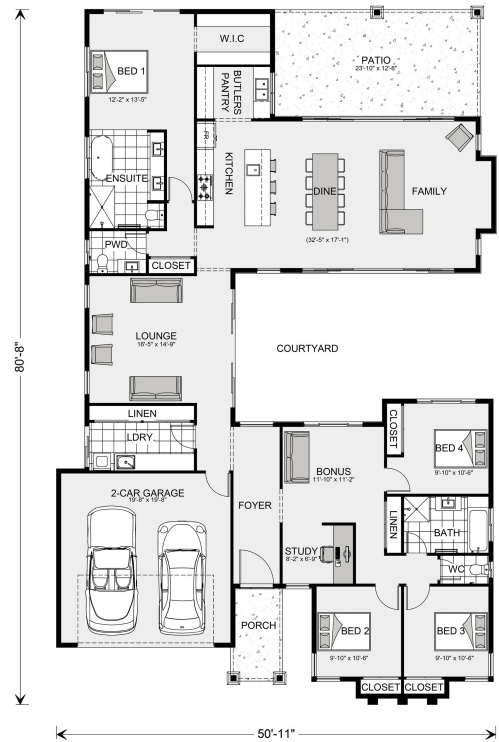 W.I.C
BED 1
12'-2" x 13'-5"
BUTLERS
PANTRY
PATIO
23'-10" x 12'-6"
FR
KITCHEN
ENSUITE
DINE
FAMILY
(32'-5" x 17'-1")
PWD
CLOSET
LOUNGE
16'-5" x 14'-9"
COURTYARD
80'-8"
LINEN
LDRY
CLOSET
BED 4
9'-10" x 10'-6"
BONUS
11'-10" x 11'-2"
2-CAR GARAGE
19'-8" x 19'-8"
FOYER
LINEN
BATH
STUDY
8'-2" x 6'-9"
WC
PORCH
BED 2
9'-10" x 10'-6"
BED 3
9'-10" x 10'-6"
CLOSET
CLOSET
50'-11"